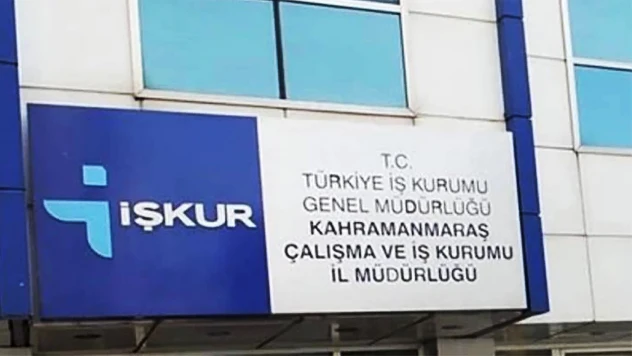 İŞKUR
T.C.
TÜRKİYE İŞ KURUMU
GENEL MÜDÜRLÜĞÜ
KAHRAMANMARAŞ
ÇALIŞMA VE İŞ KURUMU
İL MÜDÜRLÜĞÜ